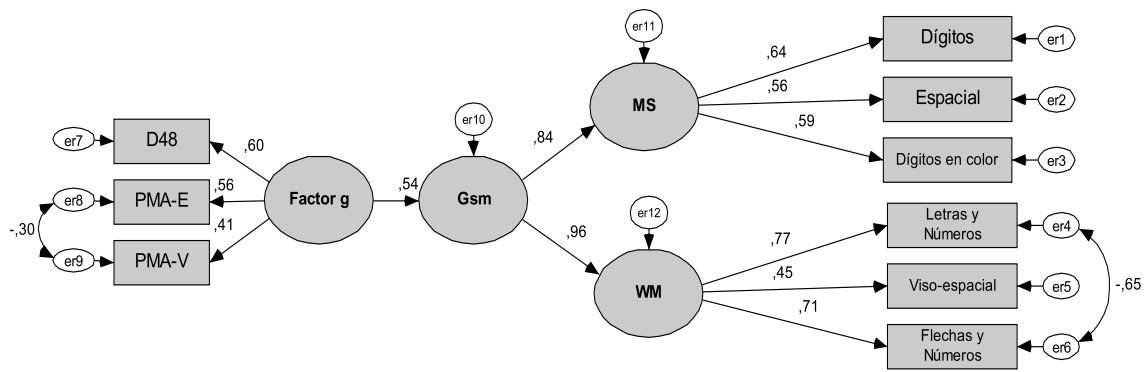 er11
Dígitos
er1
,64
MS
,56
Espacial
er2
,59
er10
,84
Dígitos en color
er3
er7
D48
,60
er8
PMA-E
,56
Factor g
,54
Gsm
-,30
,41
er9
PMA-V
er12
,96
Letras y
Números
er4
,77
WM
,45
Viso-espacial
er5
-,65
,71
Flechas y
Números
er6